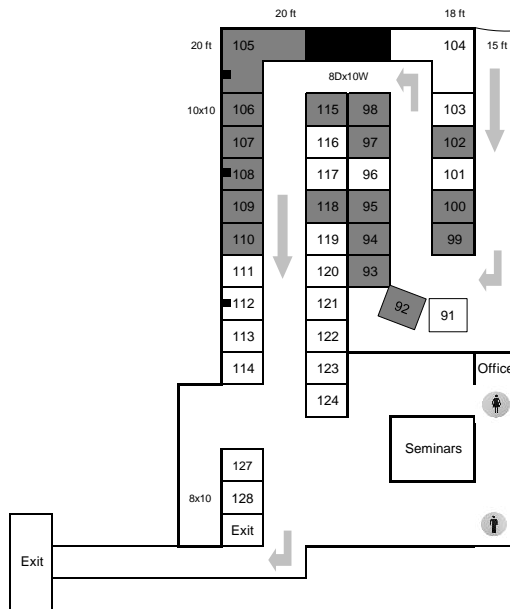 20 ft 18 ft
20 ft 105 104 15 ft
8Dx10W
10x10 106 115 98 103
107 116 97 102
108 117 96 101
109 118 95 100
110 119 94 99
111 120 93
112 121 92 91
113 122
114 123 Office
124
127 Seminars
8x10 128
Exit
Exit